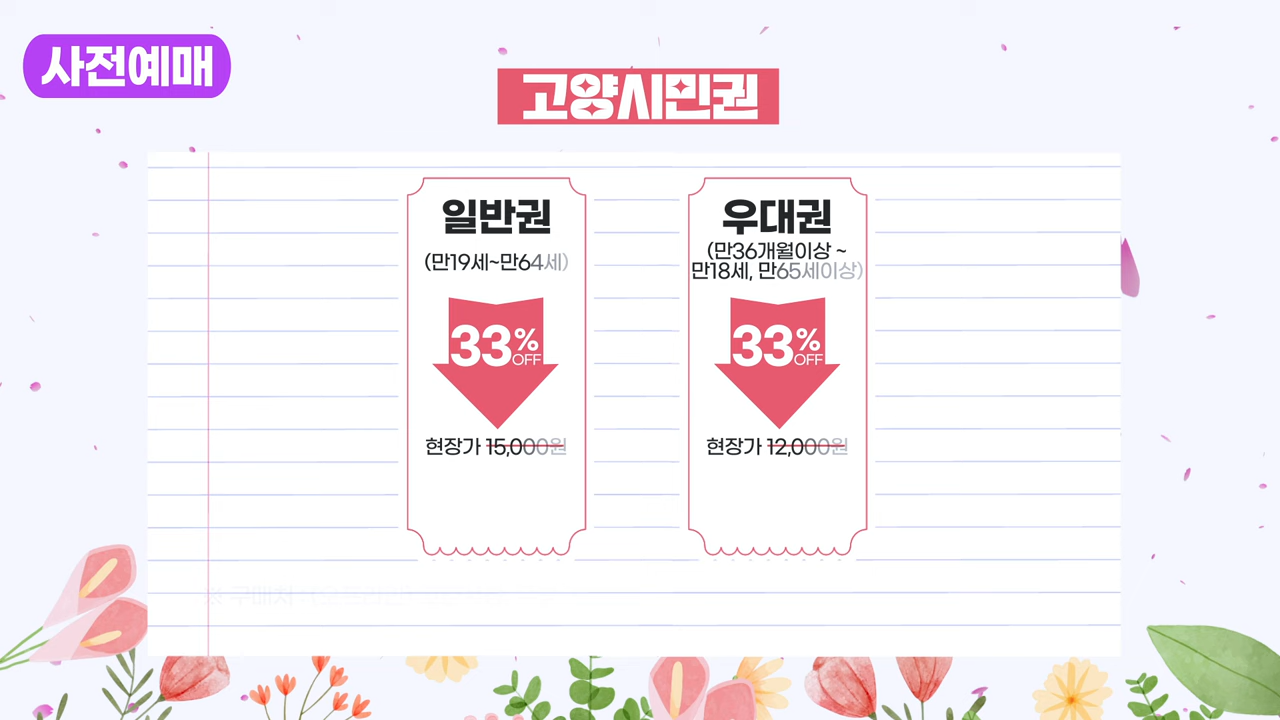 사전예매
고양시민권
일반권
(만19세~만64세)
33%
OFF
현장가 15,000원
우대권
(만36개월이상 ~
만18세, 만65세이상)
33%
OFF
현장가 12,000원